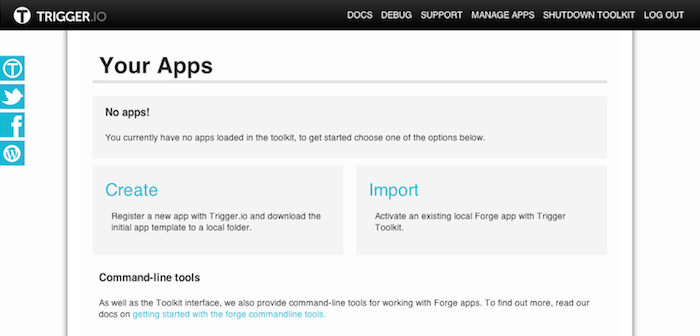 TRIGGER.IO
DOCS DEBUG SUPPORT MANAGE APPS SHUTDOWN TOOLKIT LOG OUT
Your Apps
No apps!
You currently have no apps loaded in the toolkit, to get started choose one of the options below.
Create
Register a new app with Trigger.io and download the
initial app template to a local folder.
Import
Activate an existing local Forge app with Trigger
Toolkit.
Command-line tools
As well as the Toolkit interface, we also provide command-line tools for working with Forge apps. To find out more, read our
docs on getting started with the forge commandline tools.